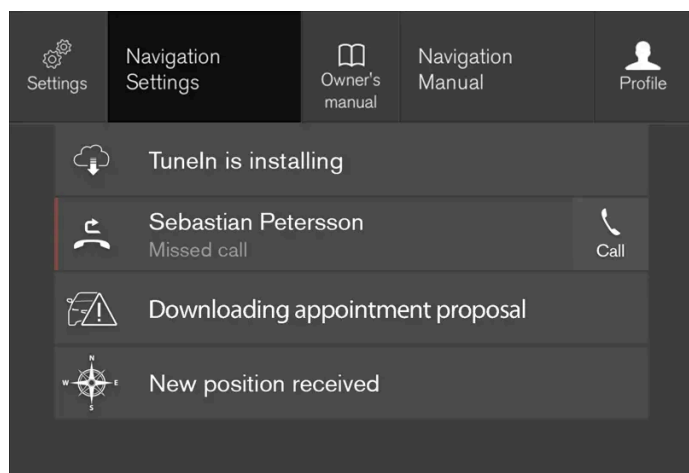 Settings
Navigation
Settings
Owner's
manual
Navigation
Manual
Profile
TuneIn is installing
Sebastian Petersson
Missed call
Call
Downloading appointment proposal
N
W E
S
New position received